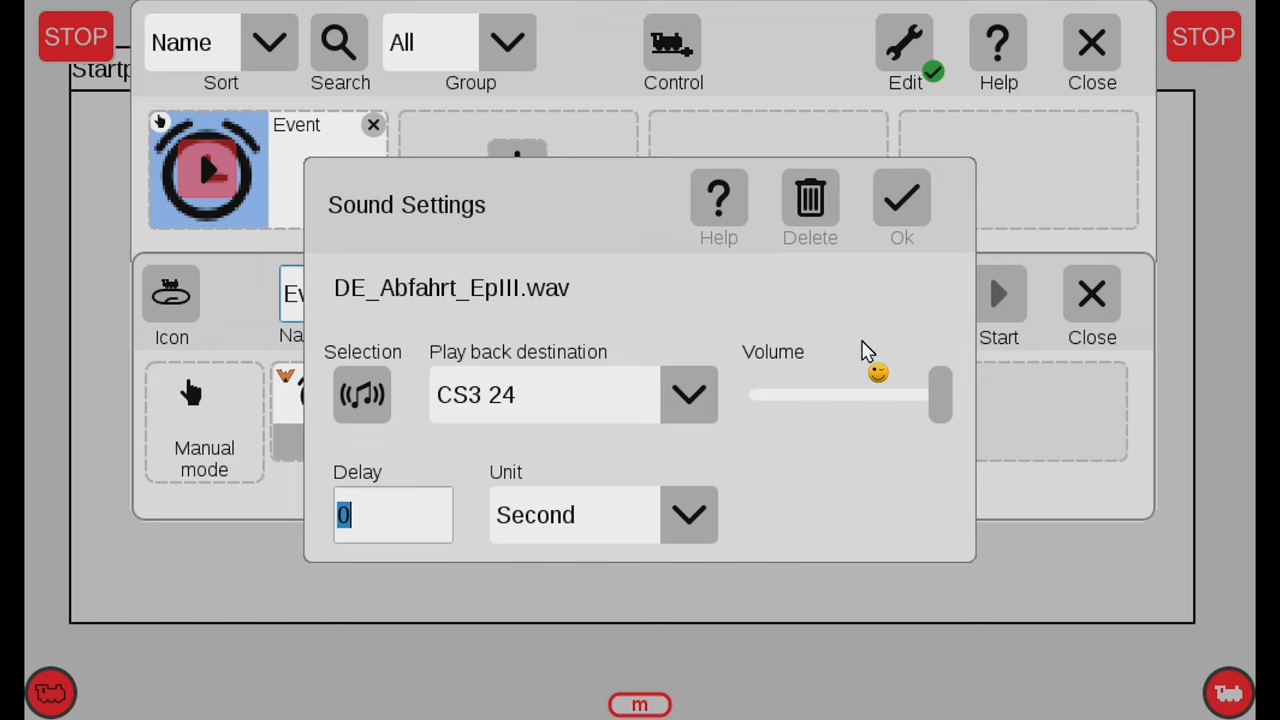 STOP
Name
All
STOP
Sort
Search
Group
Control
Edit
Help
Close
Startp
Event
Sound Settings
Help
Delete
Ok
DE_Abfahrt_EpIII.wav
Icon
Ev
Na
Start
Close
Selection
Play back destination
Volume
CS3 24
Manual
mode
Delay
Unit
0
Second
m